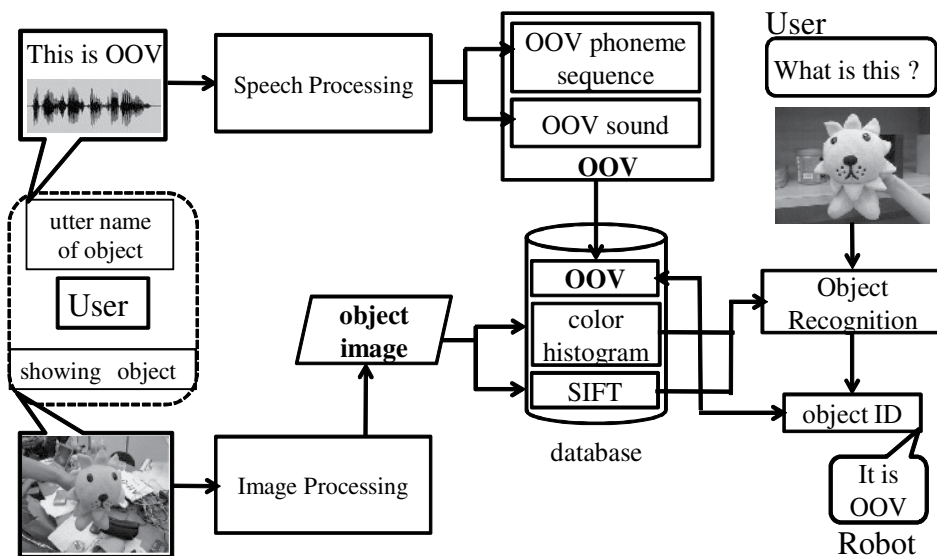 This is OOV
Speech Processing
OOV phoneme
sequence
OOV sound
OOV
User
What is this ?
utter name
of object
User
showing object
object
image
Image Processing
OOV
color
histogram
SIFT
database
Object
Recognition
object ID
It is
OOV
Robot